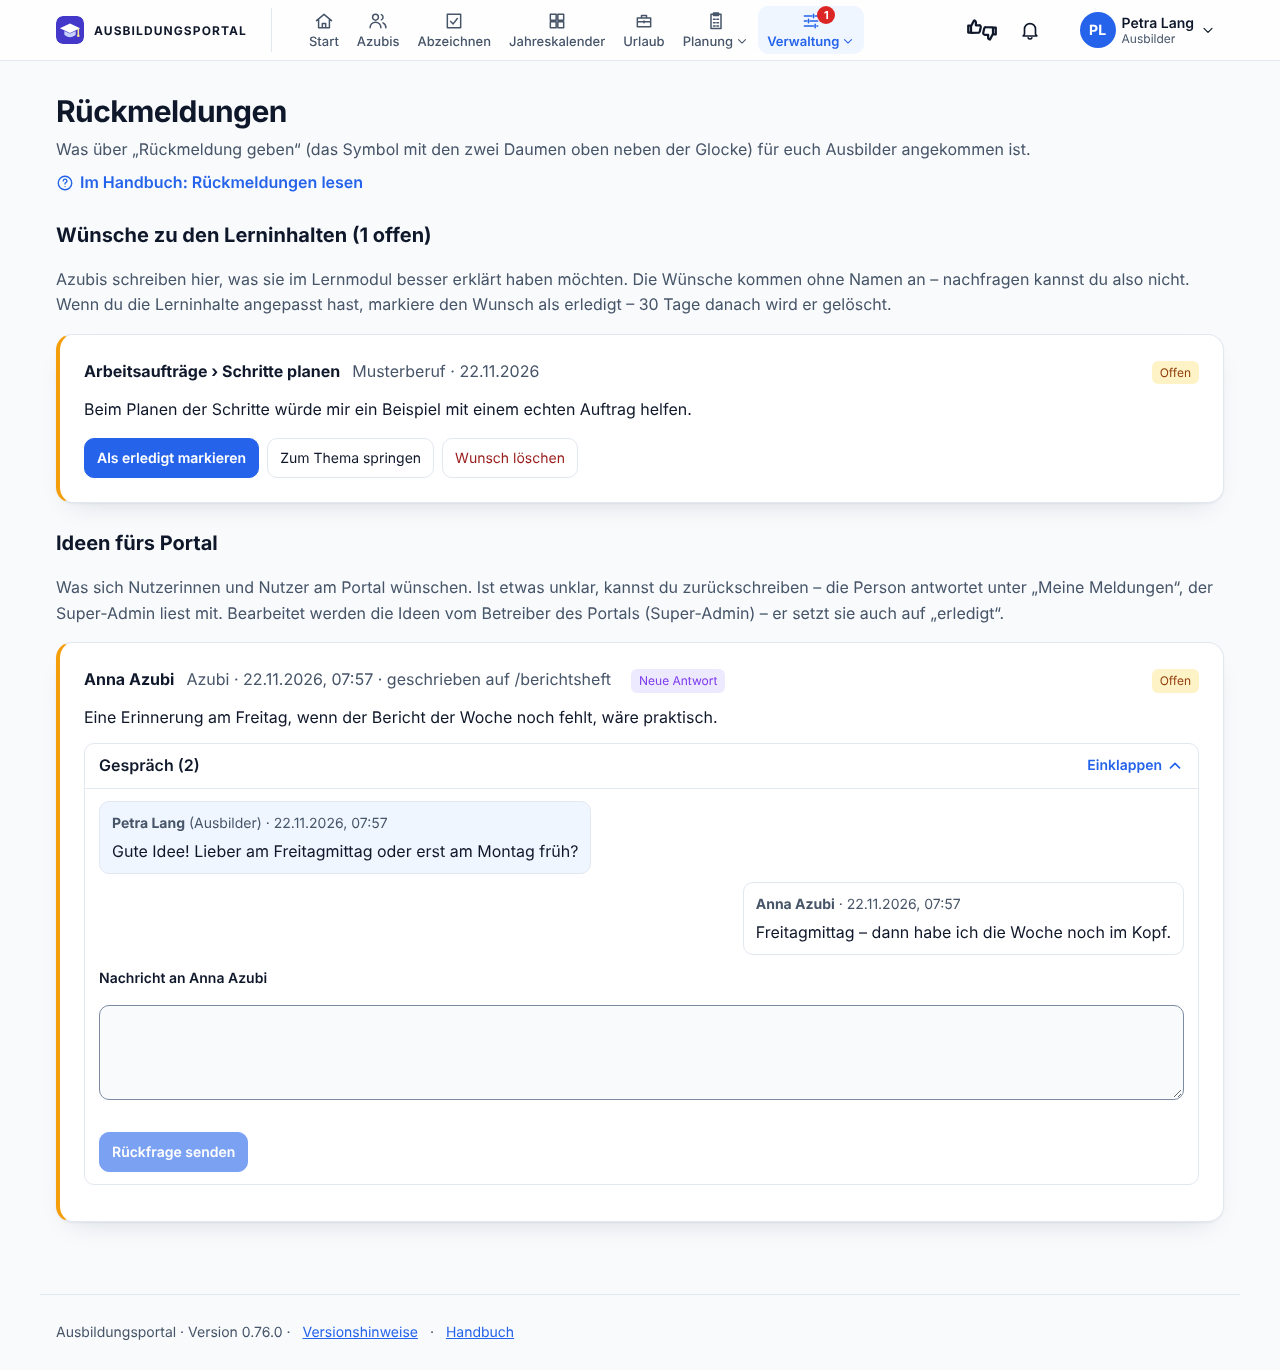 AUSBILDUNGSPORTAL
Start
Azubis
Abzeichnen
Jahreskalender
Urlaub
Planung
1
Verwaltung
PL
Petra Lang
Ausbilder
Rückmeldungen
Was über „Rückmeldung geben“ (das Symbol mit den zwei Daumen oben neben der Glocke) für euch Ausbilder angekommen ist.
Im Handbuch: Rückmeldungen lesen
Wünsche zu den Lerninhalten (1 offen)
Azubis schreiben hier, was sie im Lernmodul besser erklärt haben möchten. Die Wünsche kommen ohne Namen an – nachfragen kannst du also nicht.
Wenn du die Lerninhalte angepasst hast, markiere den Wunsch als erledigt – 30 Tage danach wird er gelöscht.
Arbeitsaufträge › Schritte planen Musterberuf · 22.11.2026
Offen
Beim Planen der Schritte würde mir ein Beispiel mit einem echten Auftrag helfen.
Als erledigt markieren
Zum Thema springen
Wunsch löschen
Ideen fürs Portal
Was sich Nutzerinnen und Nutzer am Portal wünschen. Ist etwas unklar, kannst du zurückschreiben – die Person antwortet unter „Meine Meldungen“, der
Super-Admin liest mit. Bearbeitet werden die Ideen vom Betreiber des Portals (Super-Admin) – er setzt sie auch auf „erledigt“.
Anna Azubi Azubi · 22.11.2026, 07:57 · geschrieben auf /berichtsheft
Neue Antwort
Offen
Eine Erinnerung am Freitag, wenn der Bericht der Woche noch fehlt, wäre praktisch.
Gespräch (2)
Einklappen
Petra Lang (Ausbilder) · 22.11.2026, 07:57
Gute Idee! Lieber am Freitagmittag oder erst am Montag früh?
Anna Azubi · 22.11.2026, 07:57
Freitagmittag – dann habe ich die Woche noch im Kopf.
Nachricht an Anna Azubi
Rückfrage senden
Ausbildungsportal · Version 0.76.0 · Versionshinweise · Handbuch